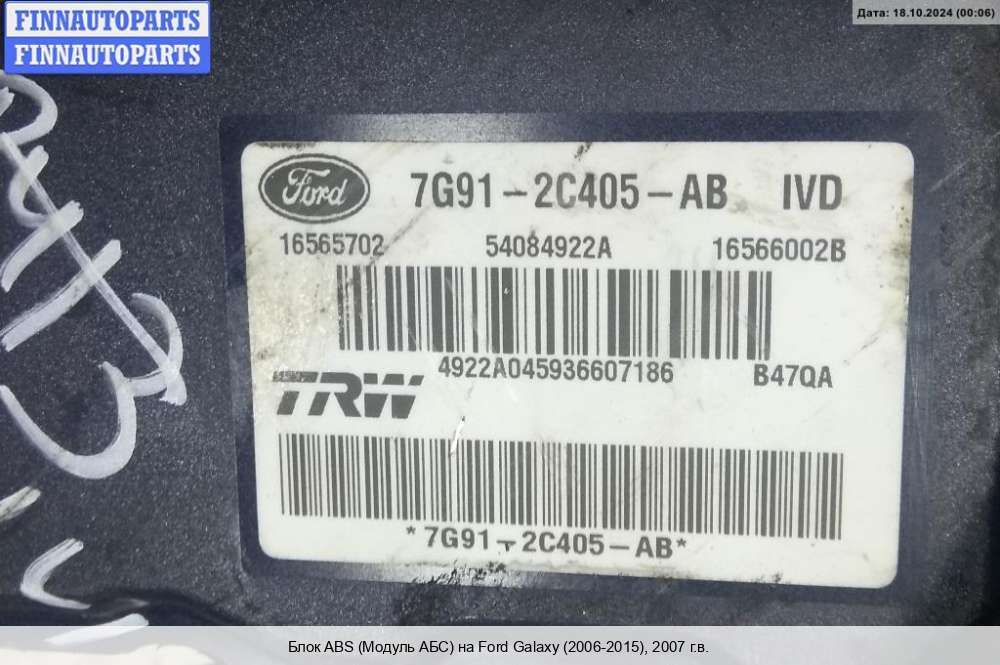 FINNAUTOPARTS
FINNAUTOPARTS
Дата: 18.10.2024 (00:06)
Ford 7G91-2C405-AB IVD
16565702 54084922A 16566002B
4922A045936607186 B47QA
TRW
*7G91-2C405-AB*
Блок ABS (Модуль АБС) на Ford Galaxy (2006-2015), 2007 г.в.